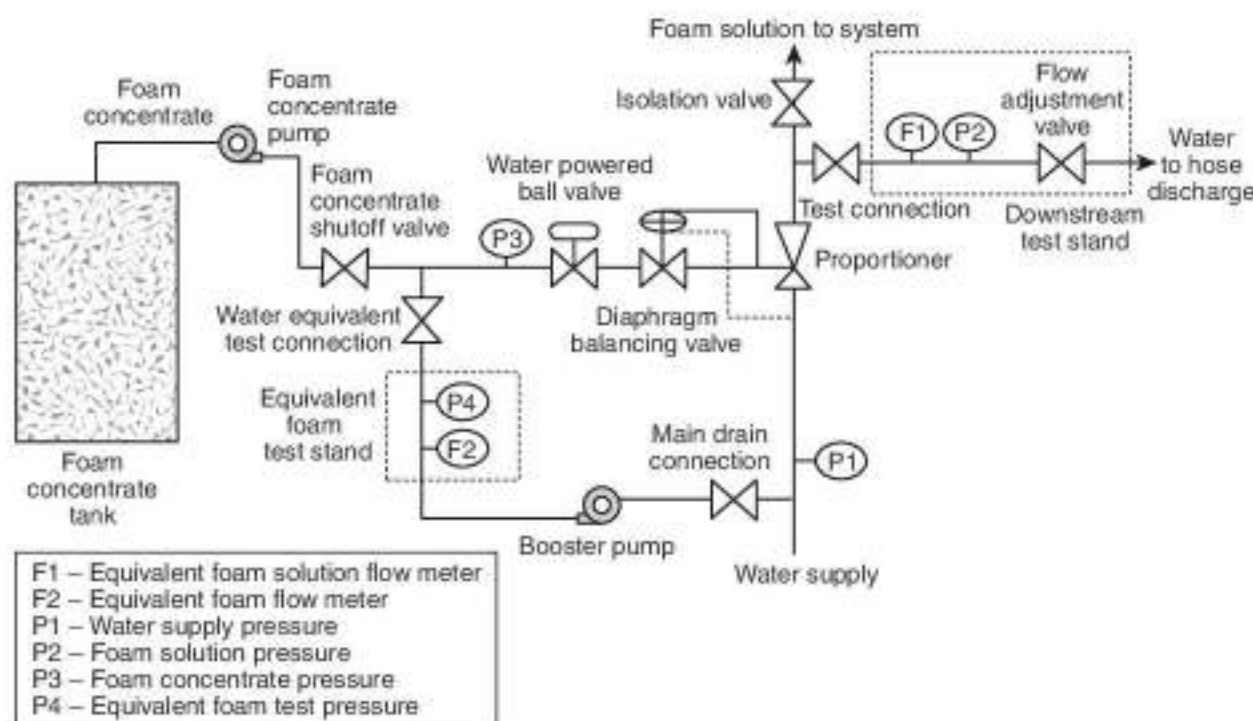 Foam solution to system
Foam
concentrate
Foam
concentrate
pump
Isolation valve
Flow
adjustment
valve
F1
P2
Water
to hose
discharge
Water powered
ball valve
Foam
concentrate
shutoff valve
Test connection
Downstream
test stand
P3
Proportioner
Water equivalent
test connection
Diaphragm
balancing valve
Equivalent
foam
test stand
P4
F2
Main drain
connection
P1
Foam
concentrate
tank
Booster pump
Water supply
F1 – Equivalent foam solution flow meter
F2 – Equivalent foam flow meter
P1 – Water supply pressure
P2 – Foam solution pressure
P3 – Foam concentrate pressure
P4 – Equivalent foam test pressure